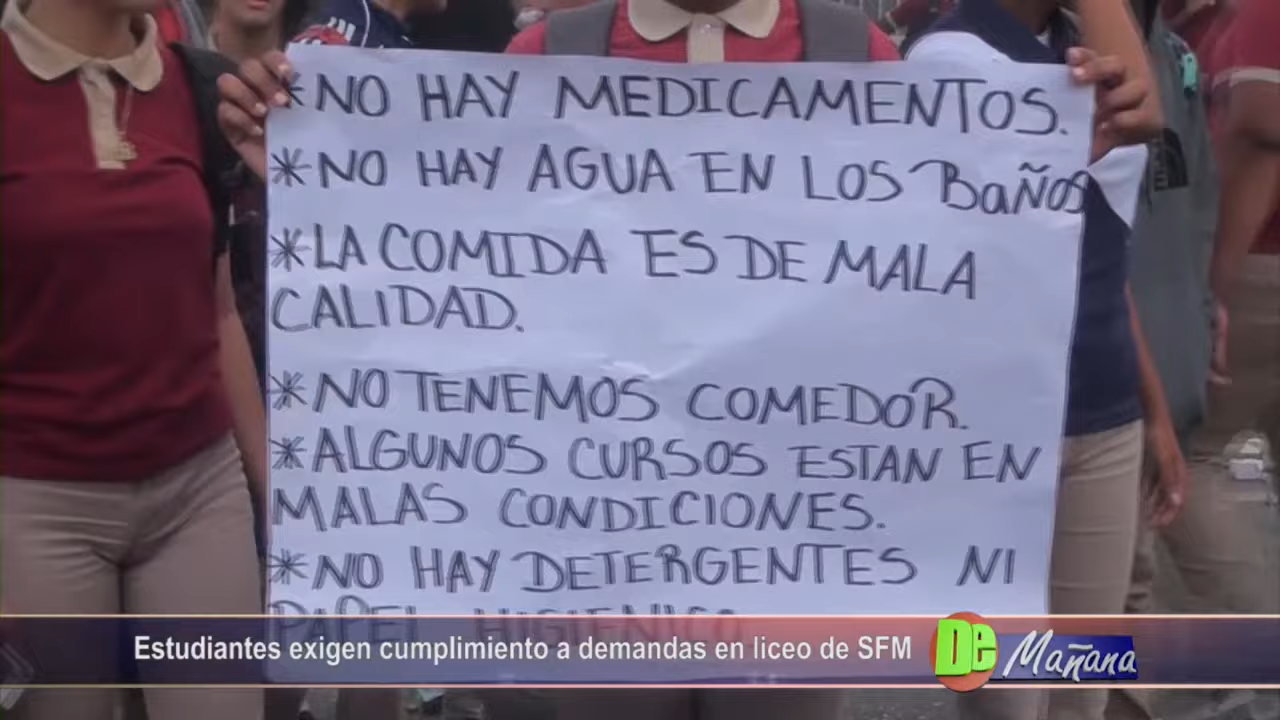 *NO HAY MEDICAMENTOS.
*NO HAY AGUA EN LOS BAÑOS
*LA COMIDA ES DE MALA
CALIDAD.
*NO TENEMOS COMEDOR.
*ALGUNOS CURSOS ESTAN EN
MALAS CONDICIONES.
*NO HAY DETERGENTES NI
PAPEL HIGIENICO
Estudiantes exigen cumplimiento a demandas en liceo de SFM
De Mañana